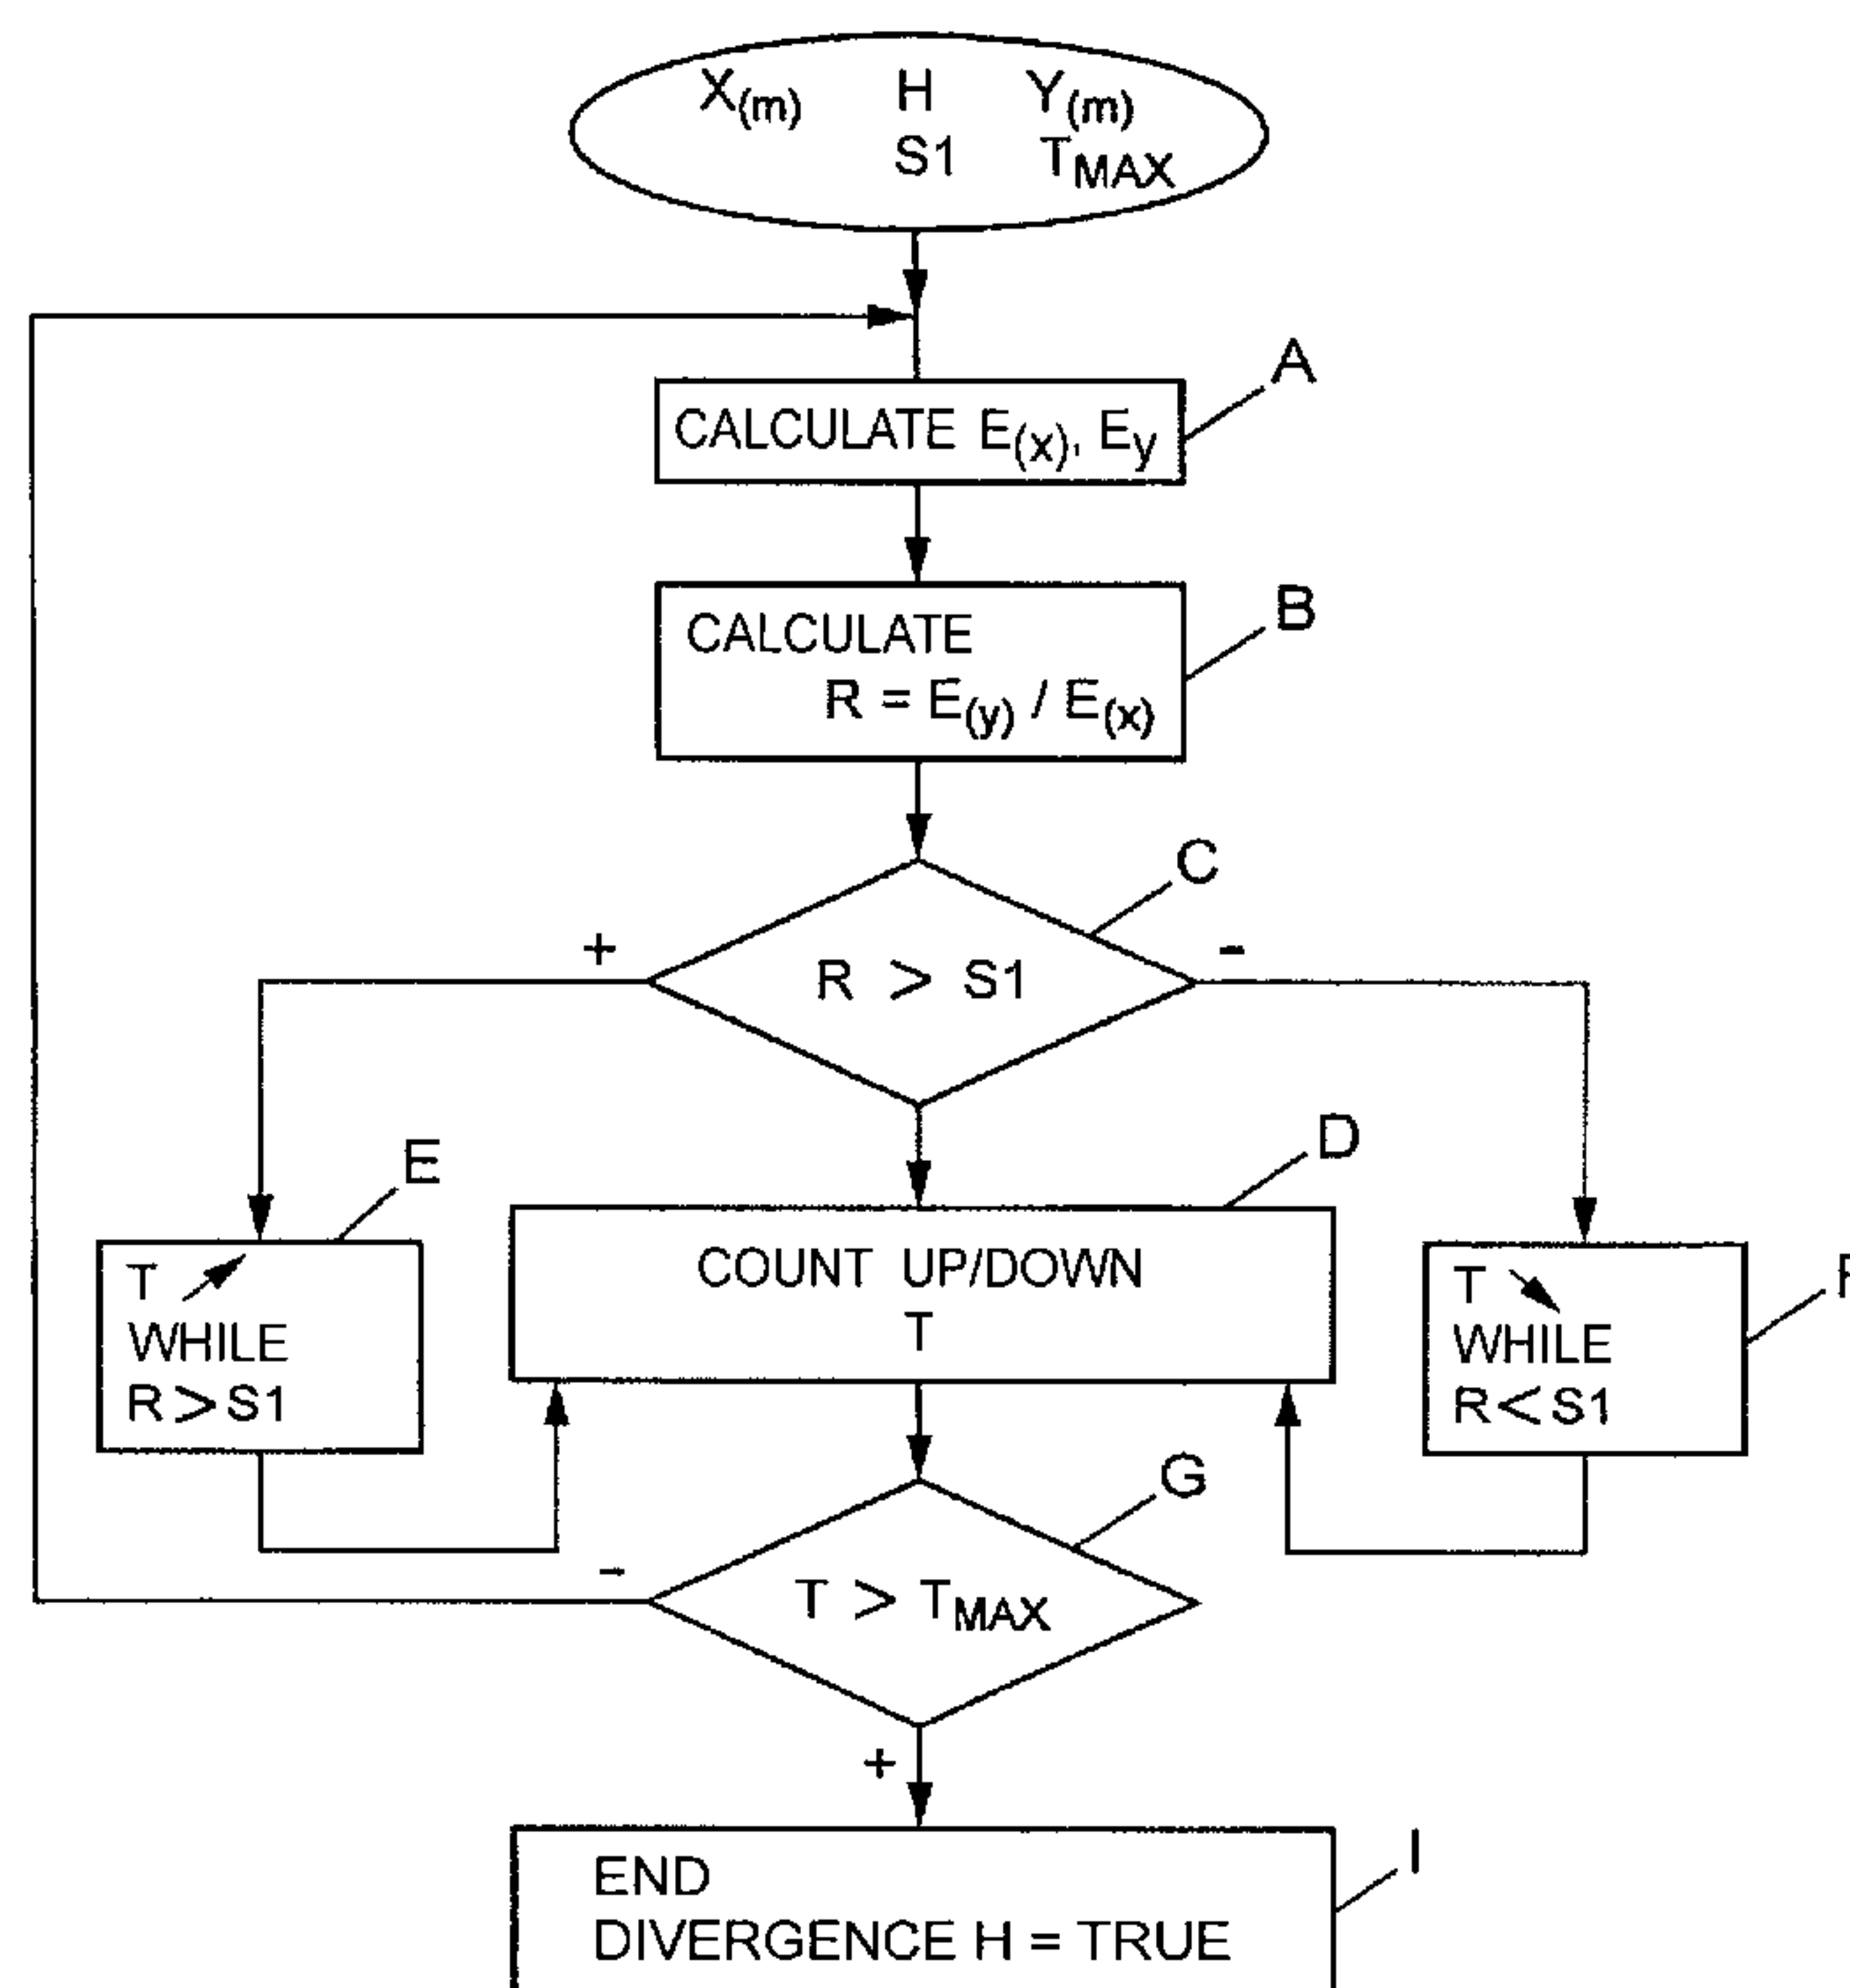 X(m) H Y(m)
S1 TMAX
A
CALCULATE E(x), Ey
B
CALCULATE
R = E(y) / E(x)
C
+
-
R > S1
D
E
COUNT UP/DOWN
T
T ↗
WHILE
R>S1
T ↘
WHILE
R<S1
G
-
T > TMAX
+
I
END
DIVERGENCE H = TRUE